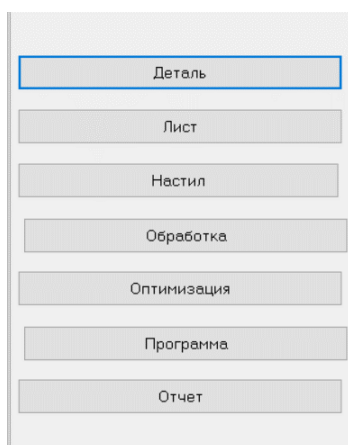 Деталь
Лист
Настил
Обработка
Оптимизация
Программа
Отчет